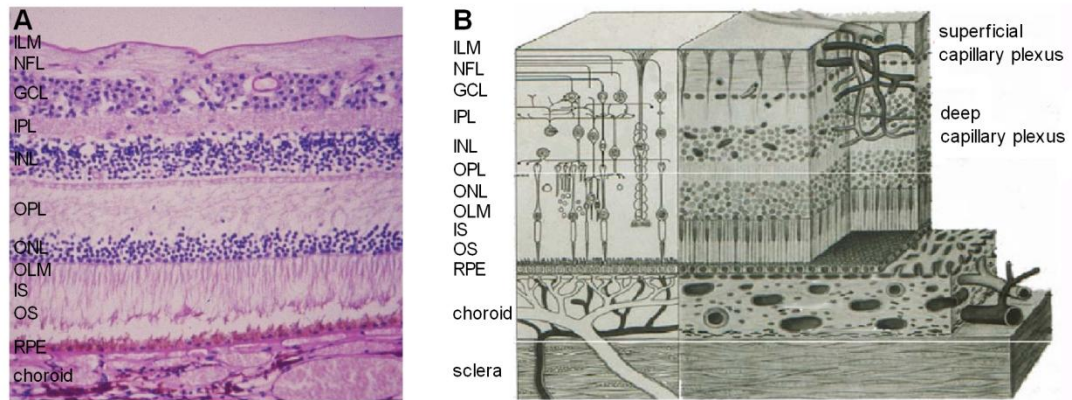 A
ILM
NFL
GCL
IPL
INL
OPL
ONL
OLM
IS
OS
RPE
choroid
B
ILM
NFL
GCL
IPL
INL
OPL
ONL
OLM
IS
OS
RPE
choroid
sclera
superficial
capillary plexus
deep
capillary plexus